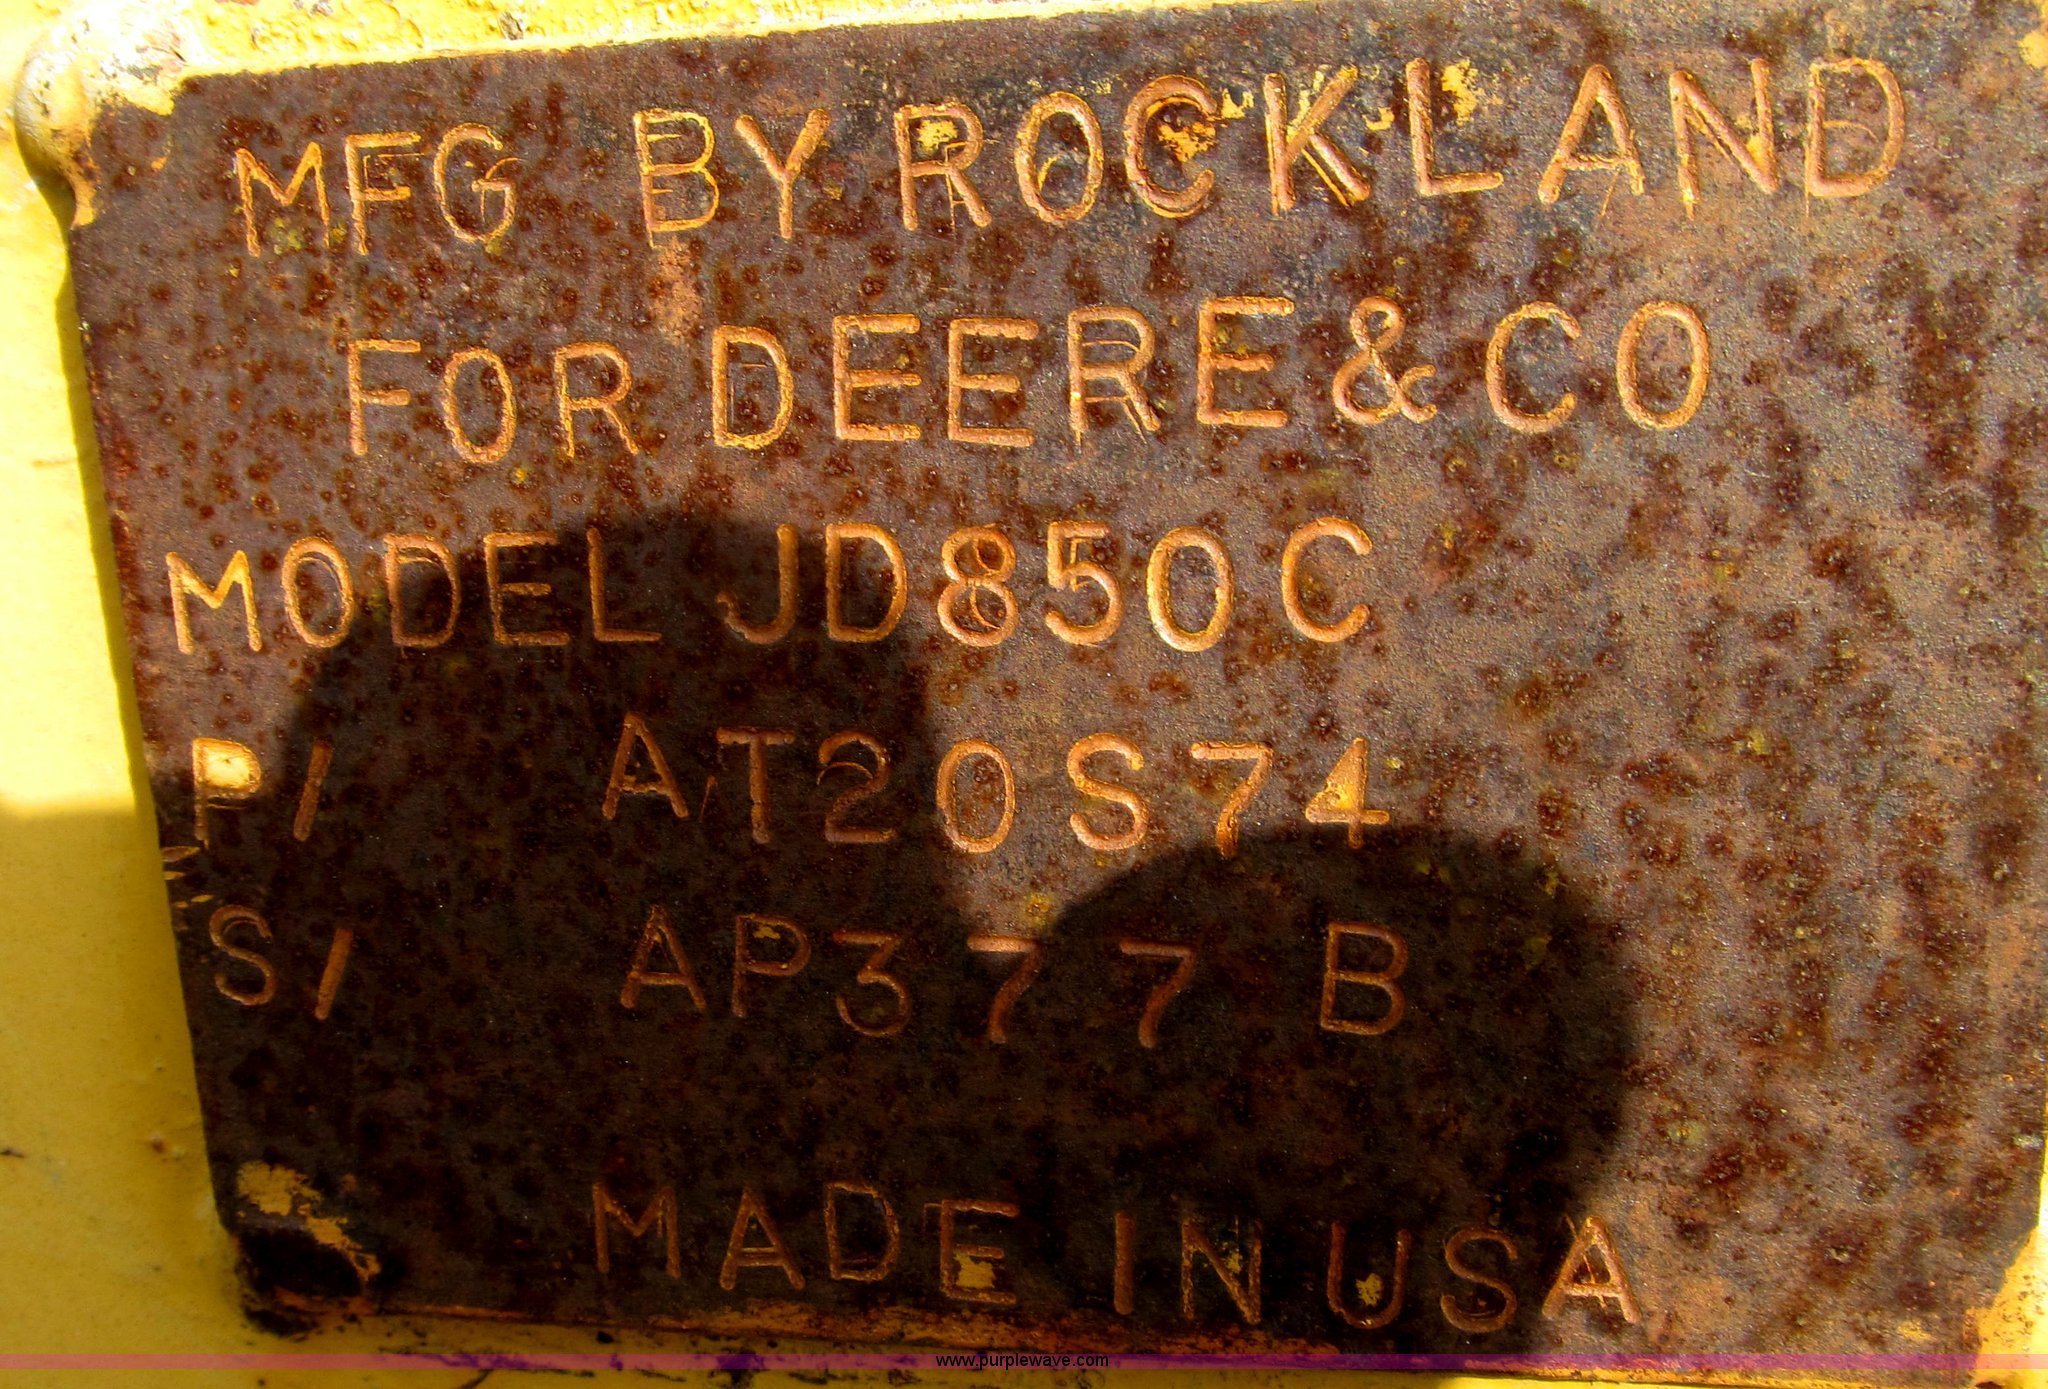 MFG BY ROCKLAND
FOR DEERE & CO
MODEL JD850C
P/ AT20S74
S/ AP377B
MADE IN USA
www.purplewave.com